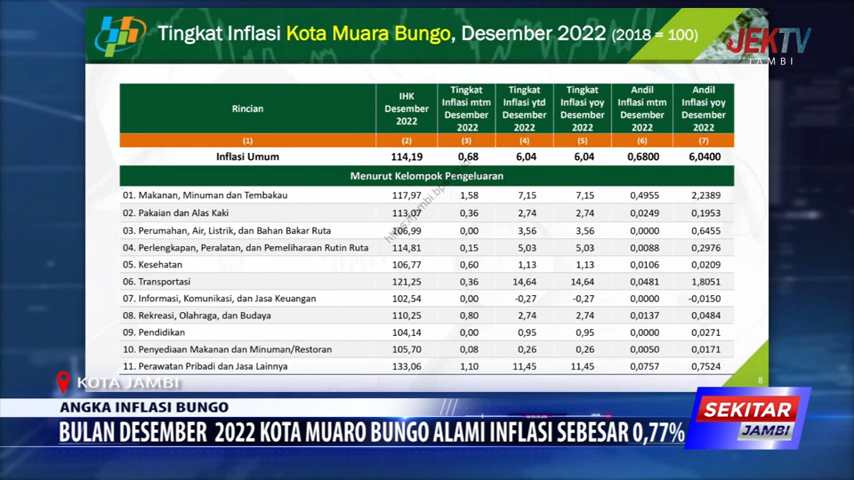 Tingkat Inflasi Kota Muara Bungo, Desember 2022 (2018 = 100)
JEKTV
JAMBI
Rincian
IHK Desember 2022
Tingkat Inflasi mtm Desember 2022
Tingkat Inflasi ytd Desember 2022
Tingkat Inflasi yoy Desember 2022
Andil Inflasi mtm Desember 2022
Andil Inflasi yoy Desember 2022
(1) (2) (3) (4) (5) (6) (7)
Inflasi Umum 114,19 0,68 6,04 6,04 0,6800 6,0400
Menurut Kelompok Pengeluaran
01. Makanan, Minuman dan Tembakau 117,97 1,58 7,15 7,15 0,4955 2,2389
02. Pakaian dan Alas Kaki 113,07 0,36 2,74 2,74 0,0249 0,1953
03. Perumahan, Air, Listrik, dan Bahan Bakar Ruta 106,99 0,00 3,56 3,56 0,0000 0,6455
04. Perlengkapan, Peralatan, dan Pemeliharaan Rutin Ruta 114,81 0,15 5,03 5,03 0,0088 0,2976
05. Kesehatan 106,77 0,60 1,13 1,13 0,0106 0,0209
06. Transportasi 121,25 0,36 14,64 14,64 0,0481 1,8051
07. Informasi, Komunikasi, dan Jasa Keuangan 102,54 0,00 -0,27 -0,27 0,0000 -0,0150
08. Rekreasi, Olahraga, dan Budaya 110,25 0,80 2,74 2,74 0,0137 0,0484
09. Pendidikan 104,14 0,00 0,95 0,95 0,0000 0,0271
10. Penyediaan Makanan dan Minuman/Restoran 105,70 0,08 0,26 0,26 0,0050 0,0171
11. Perawatan Pribadi dan Jasa Lainnya 133,06 1,10 11,45 11,45 0,0757 0,7524
8
KOTA JAMBI
ANGKA INFLASI BUNGO
BULAN DESEMBER 2022 KOTA MUARO BUNGO ALAMI INFLASI SEBESAR 0,77%
SEKITAR
JAMBI